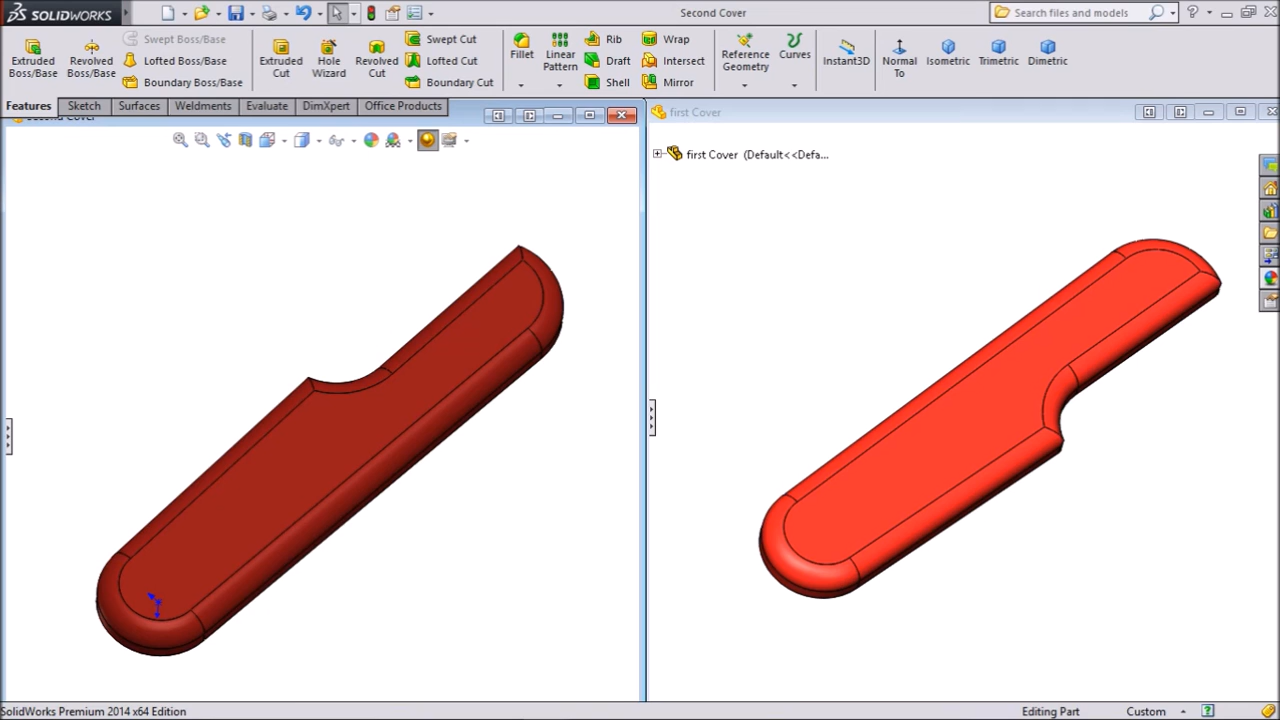 SOLIDWORKS
Second Cover
Search files and models
Extruded Boss/Base
Revolved Boss/Base
Swept Boss/Base
Lofted Boss/Base
Boundary Boss/Base
Extruded Cut
Hole Wizard
Revolved Cut
Swept Cut
Lofted Cut
Boundary Cut
Fillet
Linear Pattern
Rib
Draft
Shell
Wrap
Intersect
Mirror
Reference Geometry
Curves
Instant3D
Normal To
Isometric
Trimetric
Dimetric
Features
Sketch
Surfaces
Weldments
Evaluate
DimXpert
Office Products
first Cover
first Cover (Default<<Defa...
SolidWorks Premium 2014 x64 Edition
Editing Part
Custom